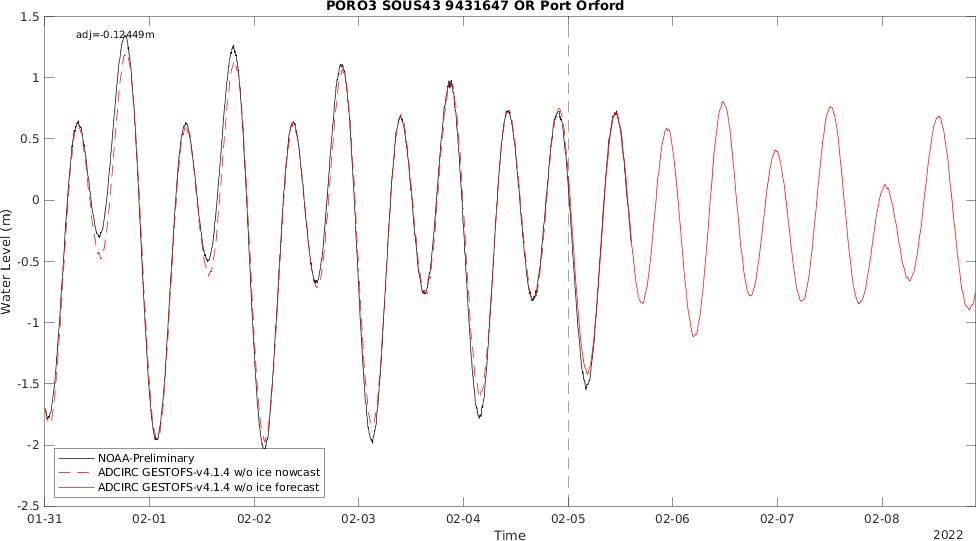 PORO3 SOUS43 9431647 OR Port Orford
adj=-0.12449m
1.5
1
0.5
0
-0.5
-1
-1.5
-2
-2.5
Water Level (m)
NOAA-Preliminary
ADCIRC GESTOFS-v4.1.4 w/o ice nowcast
ADCIRC GESTOFS-v4.1.4 w/o ice forecast
01-31 02-01 02-02 02-03 02-04 02-05 02-06 02-07 02-08
Time
2022